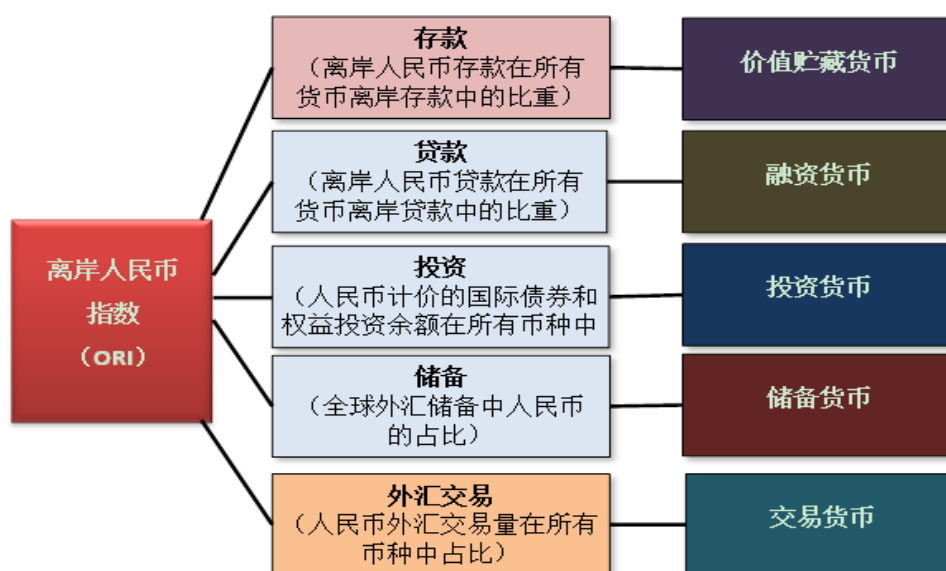 离岸人民币
指数
（ORI）
存款
（离岸人民币存款在所有
货币离岸存款中的比重）
价值贮藏货币
贷款
（离岸人民币贷款在所有
货币离岸贷款中的比重）
融资货币
投资
（人民币计价的国际债券和
权益投资余额在所有币种中
投资货币
储备
（全球外汇储备中人民币
的占比）
储备货币
外汇交易
（人民币外汇交易量在所有
币种中占比）
交易货币